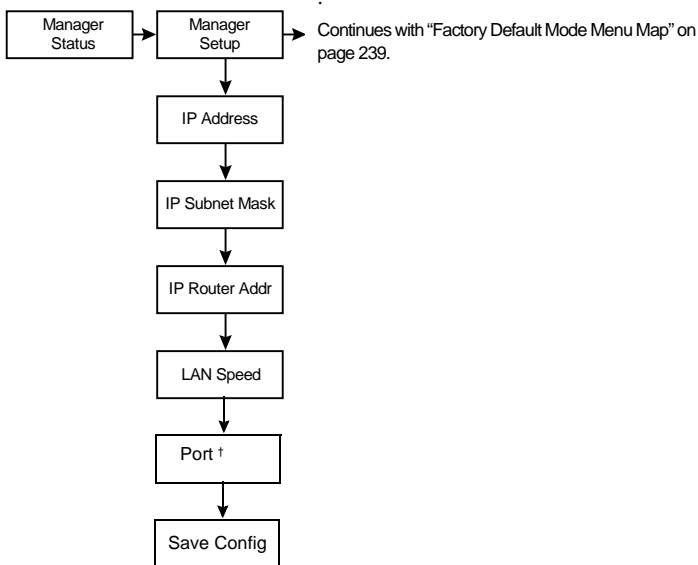 .
Manager
Status
Manager
Setup
Continues with “Factory Default Mode Menu Map” on
page 239.
IP Address
IP Subnet Mask
IP Router Addr
LAN Speed
Port †
Save Config